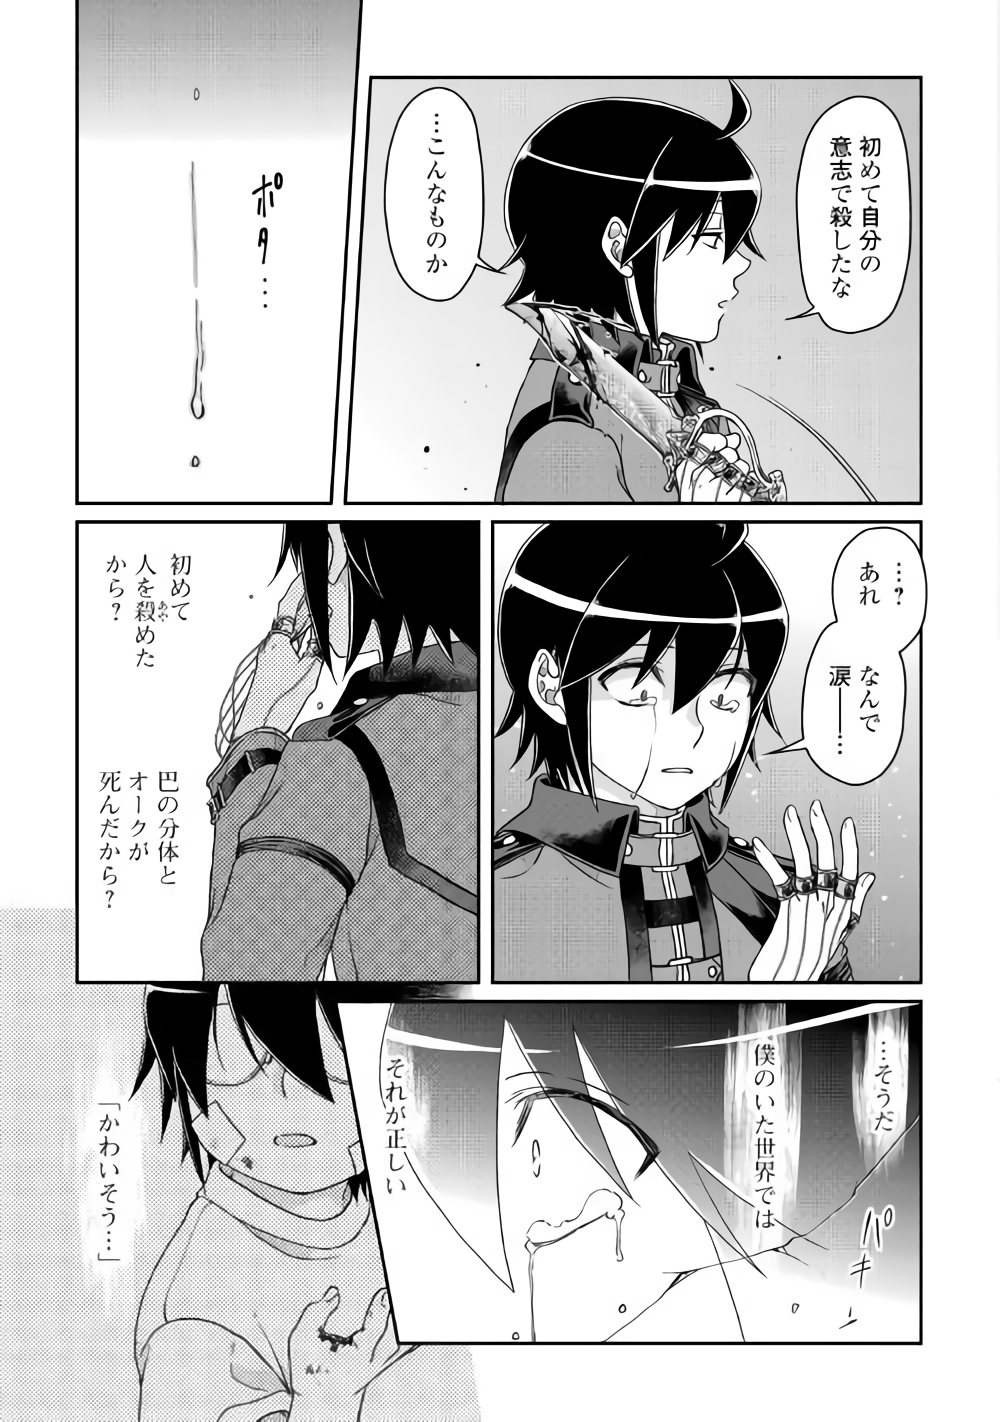 初めて自分の
意志で殺したな
…こんなものか
ポタ…
…?
あれ
なんで
涙――…
初めて
人を殺めた
から?
あや
巴の分体と
オークが
死んだから?
…そうだ
僕のいた世界では
それが正しい
パキ
「かわいそう…」